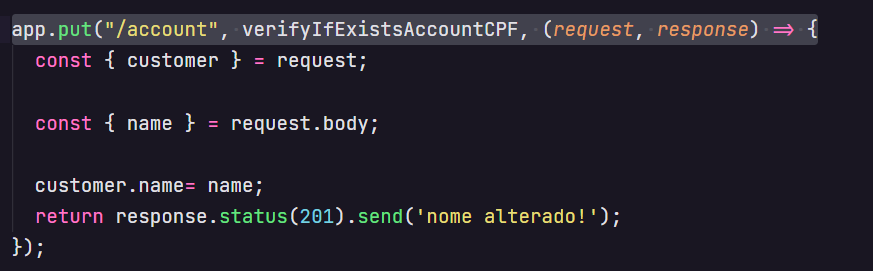 app.put("/account", verifyIfExistsAccountCPF, (request, response) => {
  const { customer } = request;

  const { name } = request.body;

  customer.name= name;
  return response.status(201).send('nome alterado!');
});